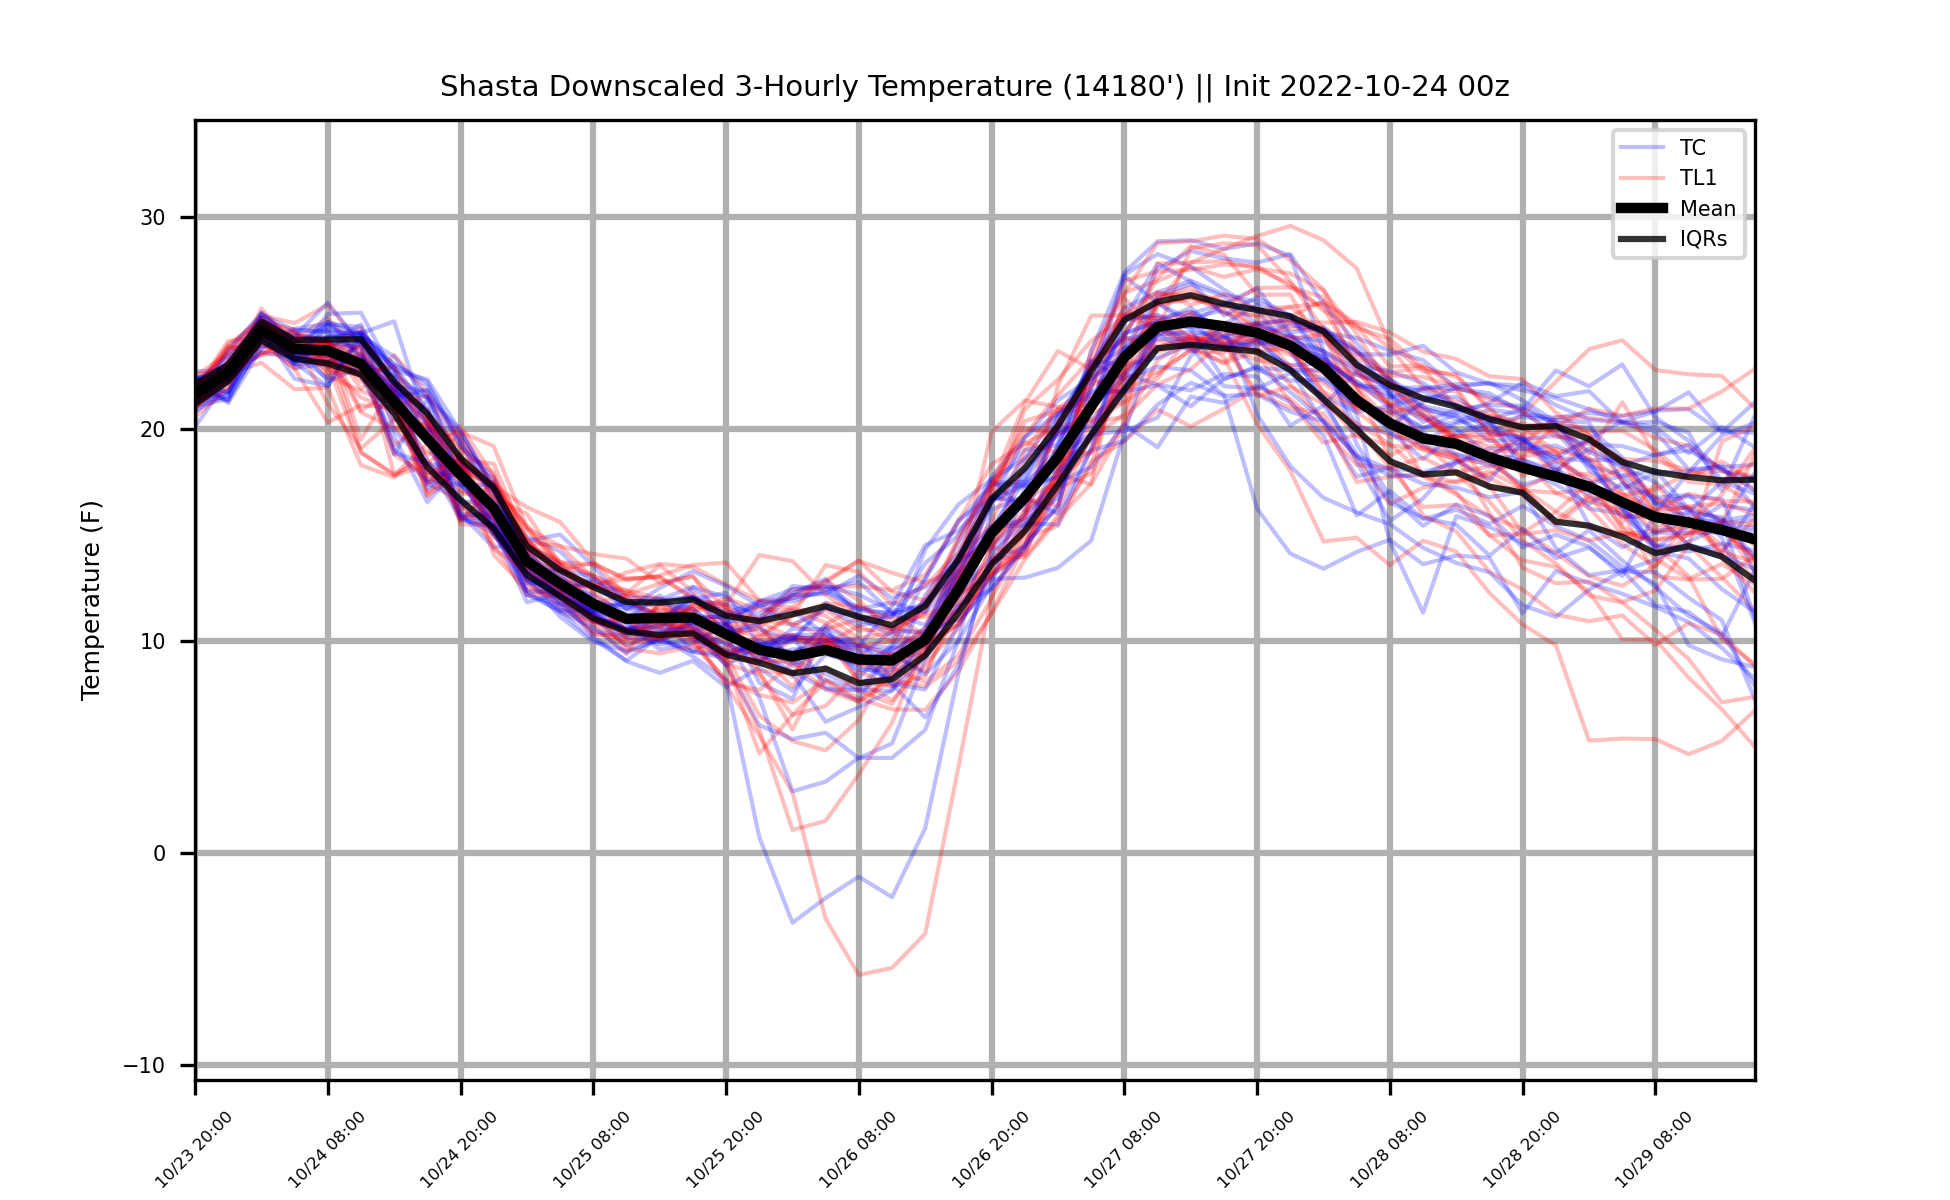 Shasta Downscaled 3-Hourly Temperature (14180') || Init 2022-10-24 00z
TC
TL1
Mean
IQRs
Temperature (F)
30
20
10
0
−10
10/23 20:00
10/24 08:00
10/24 20:00
10/25 08:00
10/25 20:00
10/26 08:00
10/26 20:00
10/27 08:00
10/27 20:00
10/28 08:00
10/28 20:00
10/29 08:00